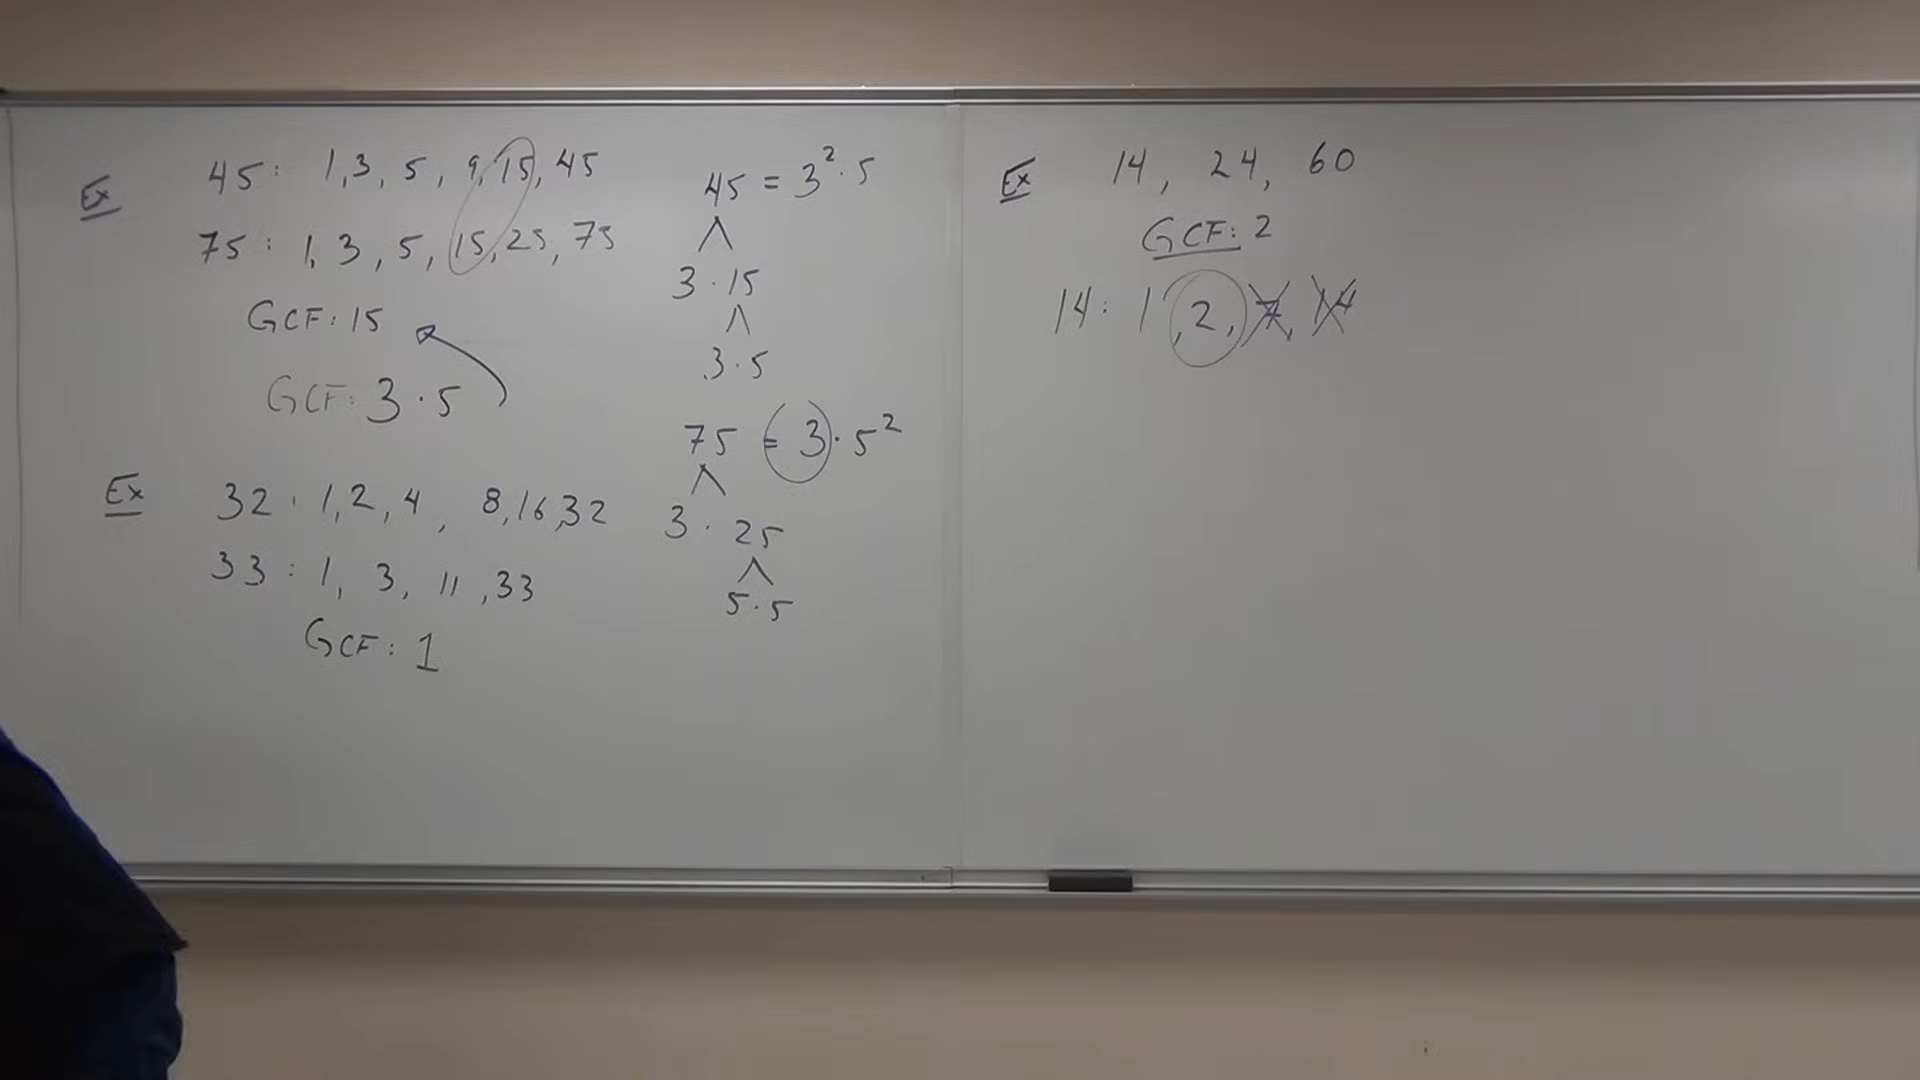 Ex 45: 1, 3, 5, 9, 15, 45
75: 1, 3, 5, 15, 25, 75
GCF: 15
GCF: 3 · 5
45 = 3² · 5
3 · 15
3 · 5
75 = 3 · 5²
3 · 25
5 · 5
Ex 32: 1, 2, 4, 8, 16, 32
33: 1, 3, 11, 33
GCF: 1
Ex 14, 24, 60
GCF: 2
14: 1, 2, 7, 14